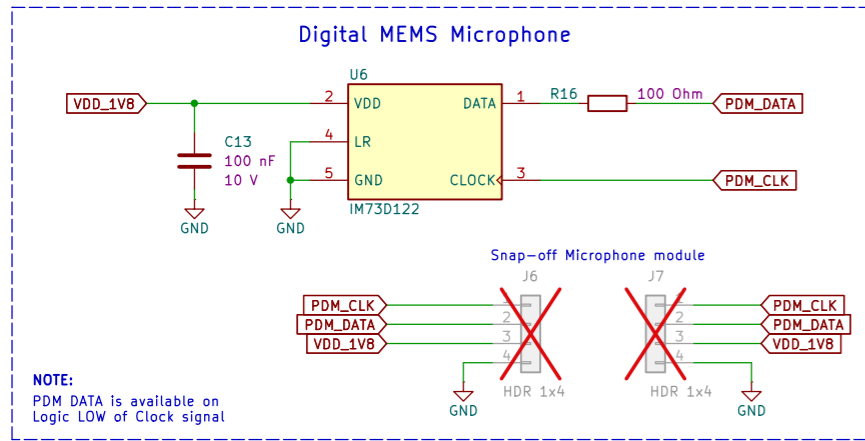 Digital MEMS Microphone
U6
VDD_1V8
2
VDD
DATA
1
R16
100 Ohm
PDM_DATA
C13
100 nF
10 V
4
LR
5
GND
CLOCK
3
PDM_CLK
IM73D122
GND
GND
Snap-off Microphone module
J6
J7
PDM_CLK
1
1
PDM_CLK
PDM_DATA
2
2
PDM_DATA
VDD_1V8
3
3
VDD_1V8
4
4
HDR 1x4
HDR 1x4
GND
GND
NOTE:
PDM DATA is available on
Logic LOW of Clock signal